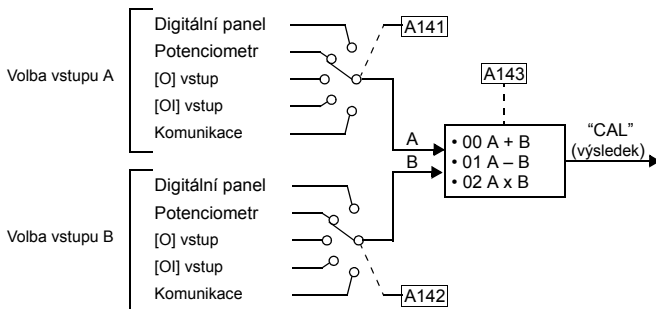 Digitální panel
Potenciometr
[O] vstup
[OI] vstup
Komunikace
Volba vstupu A
A141
A143
A
B
• 00 A + B
• 01 A – B
• 02 A x B
“CAL”
(výsledek)
Digitální panel
Potenciometr
[O] vstup
[OI] vstup
Komunikace
Volba vstupu B
A142